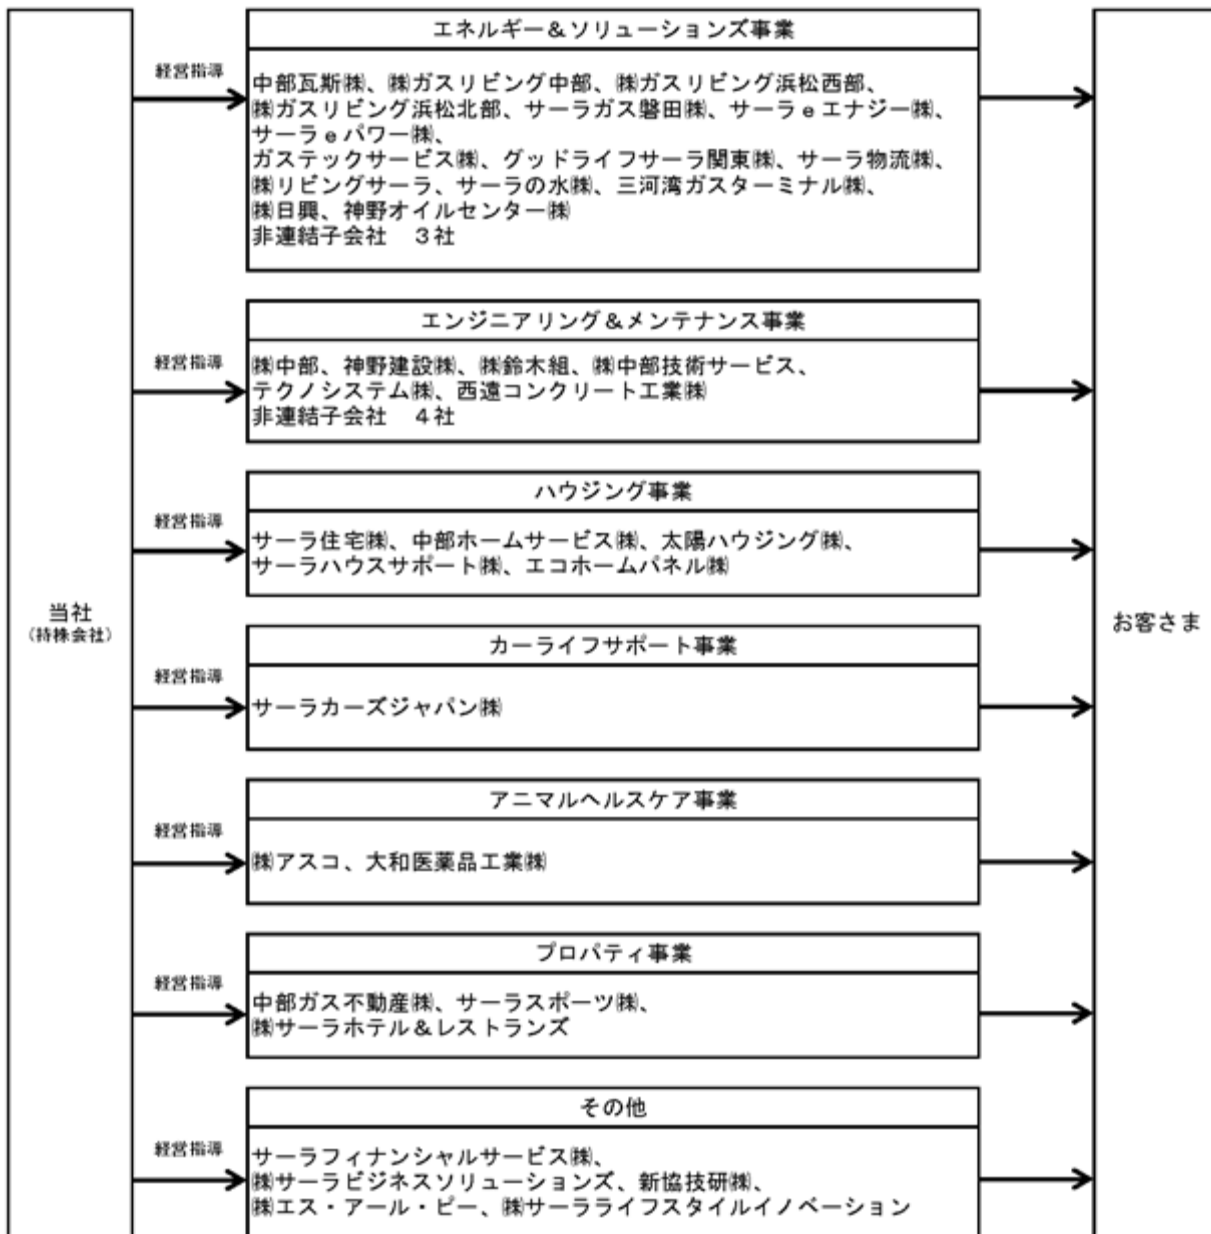 当社
(持株会社)
経営指導
エネルギー&ソリューションズ事業
中部瓦斯㈱、㈱ガスリビング中部、㈱ガスリビング浜松西部、
㈱ガスリビング浜松北部、サーラガス磐田㈱、サーラeエナジー㈱、
サーラeパワー㈱、
ガステックサービス㈱、グッドライフサーラ関東㈱、サーラ物流㈱、
㈱リビングサーラ、サーラの水㈱、三河湾ガスターミナル㈱、
㈱日興、神野オイルセンター㈱
非連結子会社 3社
経営指導
エンジニアリング&メンテナンス事業
㈱中部、神野建設㈱、㈱鈴木組、㈱中部技術サービス、
テクノシステム㈱、西遠コンクリート工業㈱
非連結子会社 4社
経営指導
ハウジング事業
サーラ住宅㈱、中部ホームサービス㈱、太陽ハウジング㈱、
サーラハウスサポート㈱、エコホームパネル㈱
経営指導
カーライフサポート事業
サーラカーズジャパン㈱
経営指導
アニマルヘルスケア事業
㈱アスコ、大和医薬品工業㈱
経営指導
プロパティ事業
中部ガス不動産㈱、サーラスポーツ㈱、
㈱サーラホテル&レストランズ
経営指導
その他
サーラフィナンシャルサービス㈱、
㈱サーラビジネスソリューションズ、新協技研㈱、
㈱エス・アール・ピー、㈱サーラライフスタイルイノベーション
お客さま